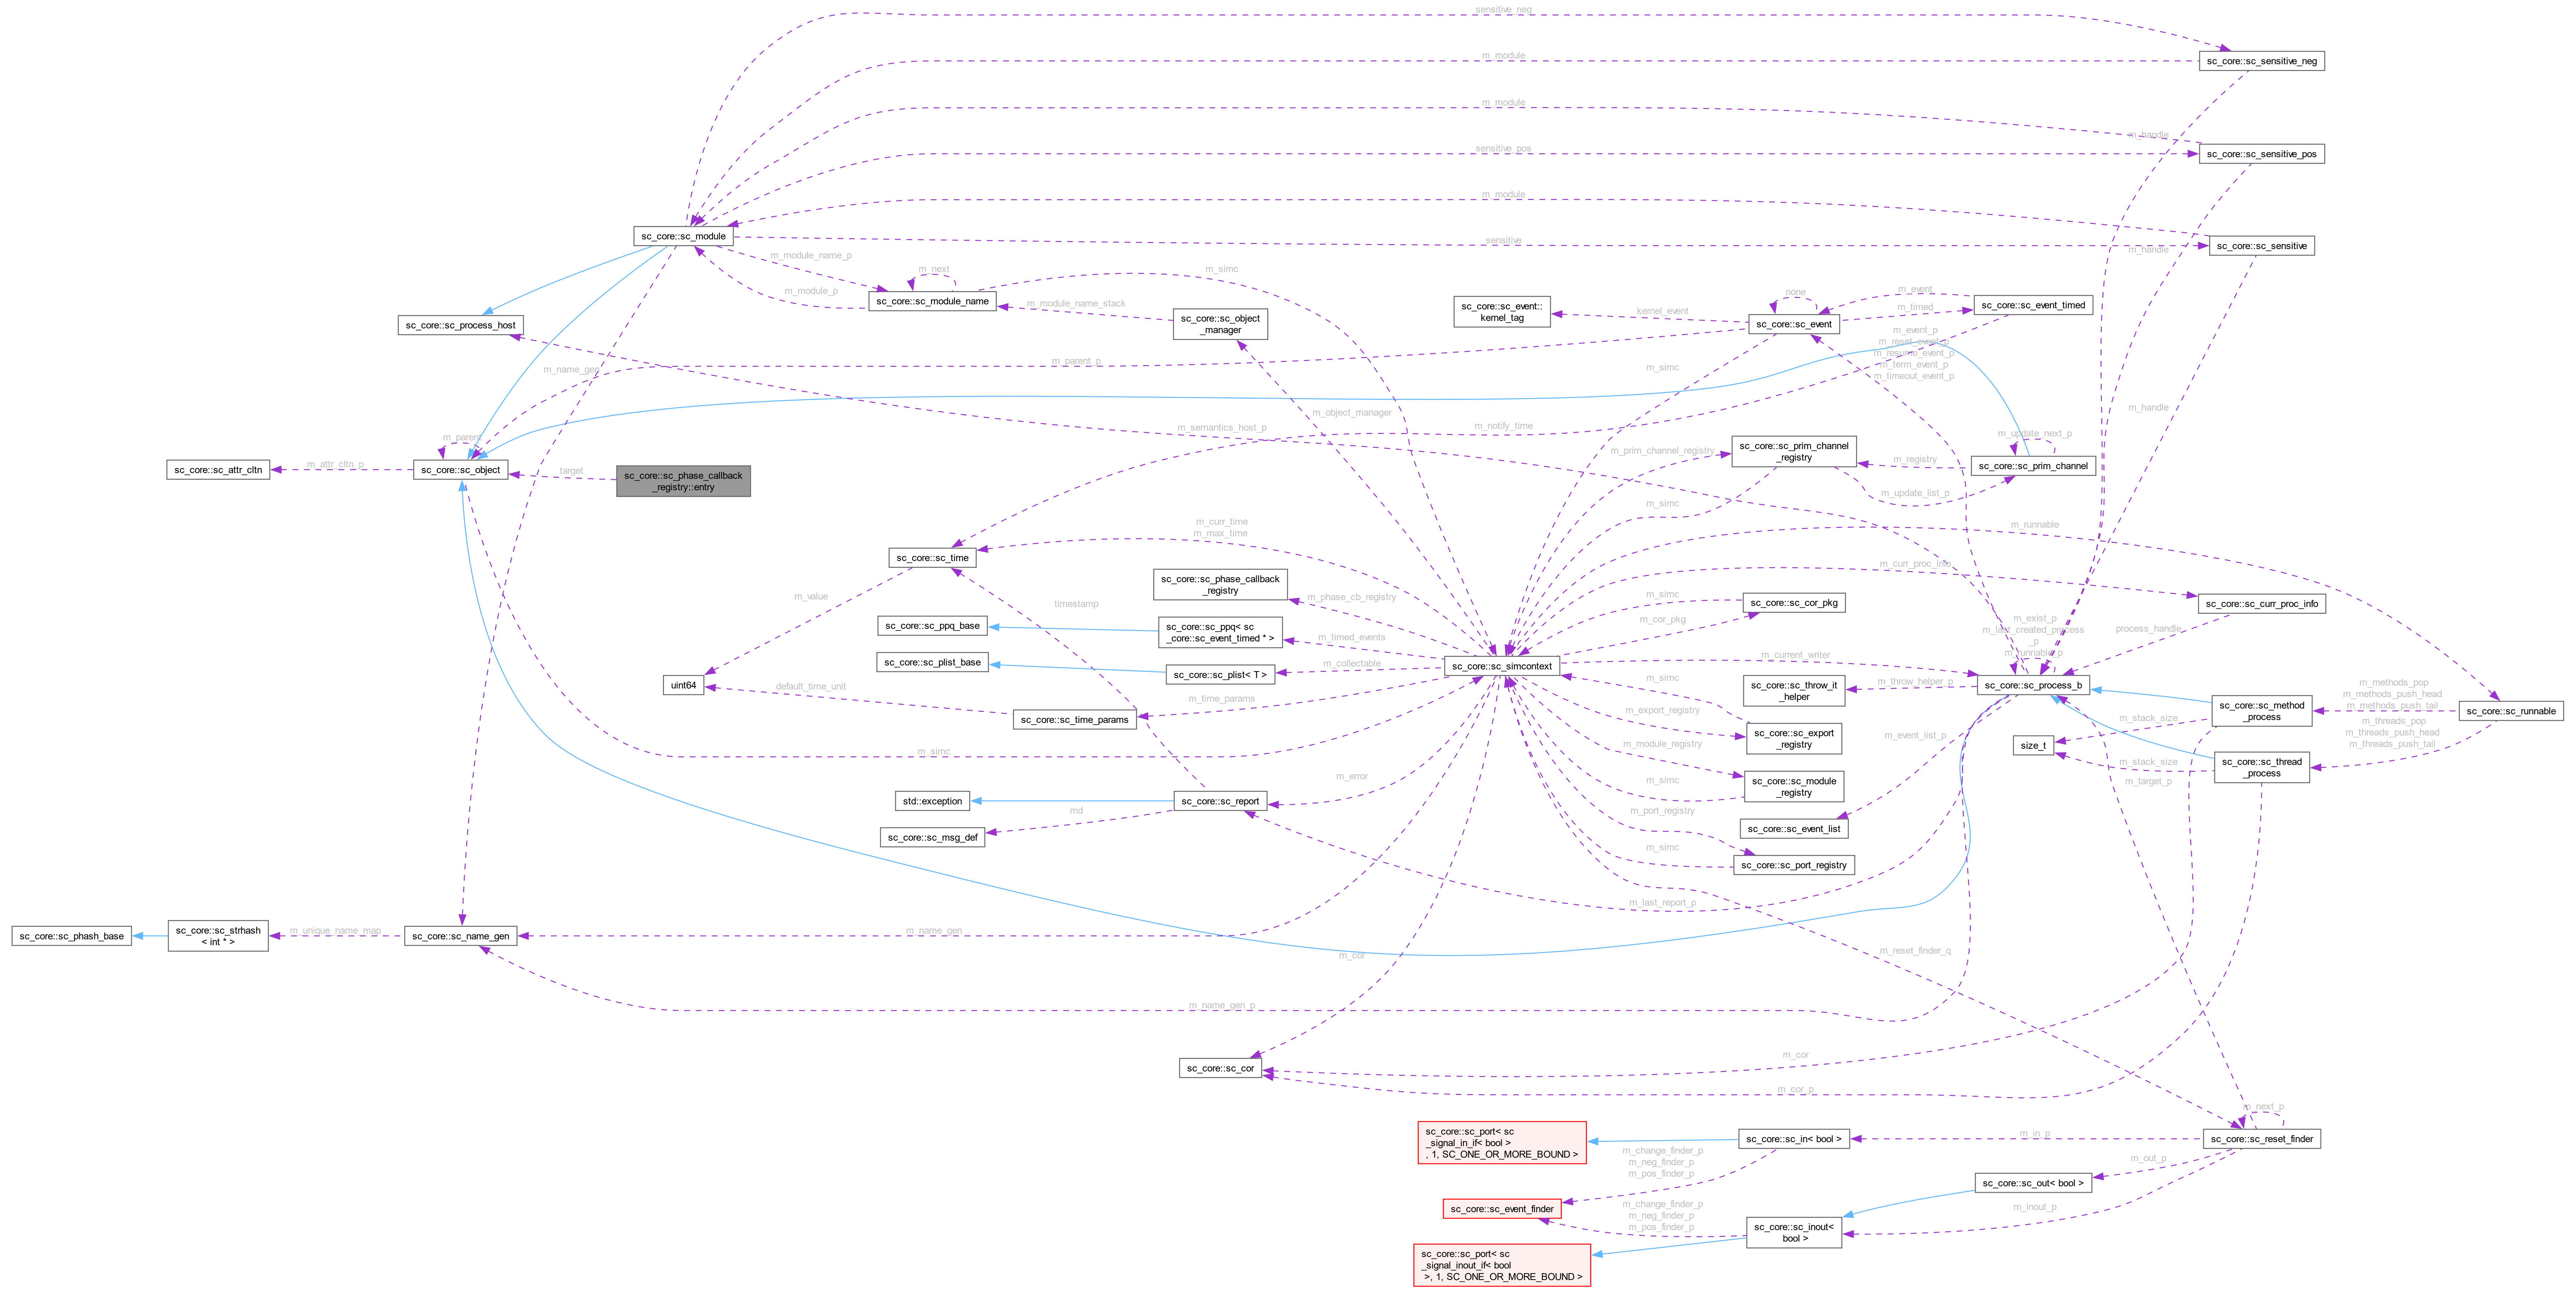 sensitive_neg
sc_core::sc_sensitive_neg
m_module
m_module
m_handle
sensitive_pos
sc_core::sc_sensitive_pos
m_module
sc_core::sc_module
sensitive
sc_core::sc_sensitive
m_handle
m_module_name_p
m_next
m_simc
m_module_p
sc_core::sc_module_name
m_module_name_stack
sc_core::sc_object
_manager
sc_core::sc_event::
kernel_tag
kernel_event
none
sc_core::sc_event
m_event
m_timed
sc_core::sc_event_timed
sc_core::sc_process_host
m_parent_p
m_name_gen
m_simc
m_event_p
m_reset_event_p
m_resume_event_p
m_term_event_p
m_timeout_event_p
m_handle
m_object_manager
m_semantics_host_p
m_notify_time
m_parent
sc_core::sc_attr_cltn
m_attr_cltn_p
sc_core::sc_object
target
sc_core::sc_phase_callback
_registry::entry
m_prim_channel_registry
sc_core::sc_prim_channel
_registry
m_registry
m_update_next_p
sc_core::sc_prim_channel
m_update_list_p
m_simc
m_curr_time
m_max_time
m_runnable
sc_core::sc_time
m_value
timestamp
sc_core::sc_phase_callback
_registry
m_phase_cb_registry
m_curr_proc_info
sc_core::sc_curr_proc_info
m_simc
sc_core::sc_cor_pkg
m_cor_pkg
process_handle
sc_core::sc_ppq_base
sc_core::sc_ppq< sc
_core::sc_event_timed * >
m_timed_events
m_exist_p
m_last_created_process
_p
m_runnable_p
sc_core::sc_plist_base
sc_core::sc_plist< T >
m_collectable
sc_core::sc_simcontext
m_current_writer
uint64
default_time_unit
sc_core::sc_time_params
m_time_params
m_simc
sc_core::sc_throw_it
_helper
m_throw_helper_p
sc_core::sc_process_b
m_export_registry
sc_core::sc_export
_registry
sc_core::sc_method
_process
m_methods_pop
m_methods_push_head
m_methods_push_tail
sc_core::sc_runnable
m_stack_size
size_t
m_threads_pop
m_threads_push_head
m_threads_push_tail
m_event_list_p
m_simc
m_module_registry
m_stack_size
sc_core::sc_thread
_process
m_target_p
m_error
m_simc
sc_core::sc_module
_registry
std::exception
sc_core::sc_report
md
sc_core::sc_msg_def
m_port_registry
sc_core::sc_event_list
m_simc
sc_core::sc_port_registry
m_last_report_p
sc_core::sc_phash_base
sc_core::sc_strhash
< int * >
m_unique_name_map
sc_core::sc_name_gen
m_name_gen
m_cor
m_reset_finder_q
m_name_gen_p
sc_core::sc_cor
m_cor
m_cor_p
m_next_p
sc_core::sc_port< sc
_signal_in_if< bool >
, 1, SC_ONE_OR_MORE_BOUND >
sc_core::sc_in< bool >
m_in_p
sc_core::sc_reset_finder
m_change_finder_p
m_neg_finder_p
m_pos_finder_p
m_out_p
sc_core::sc_out< bool >
sc_core::sc_event_finder
m_change_finder_p
m_neg_finder_p
m_pos_finder_p
m_inout_p
sc_core::sc_inout<
bool >
sc_core::sc_port< sc
_signal_inout_if< bool
>, 1, SC_ONE_OR_MORE_BOUND >